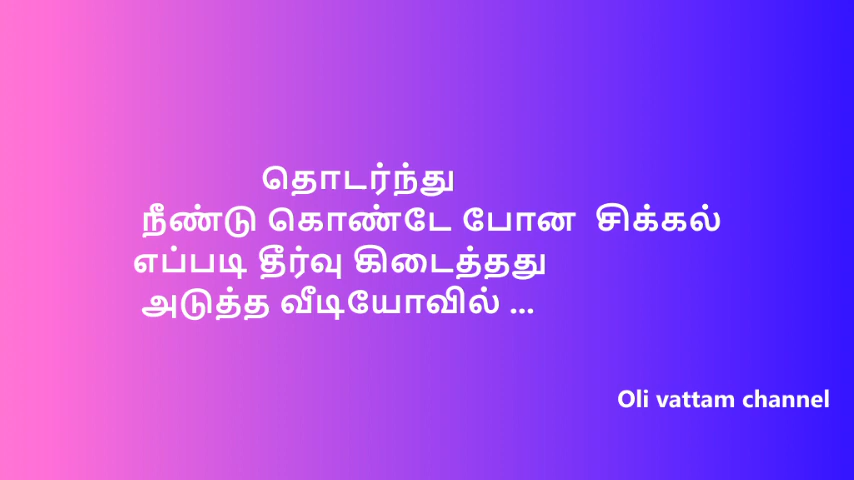 தொடர்ந்து
நீண்டு கொண்டே போன சிக்கல்
எப்படி தீர்வு கிடைத்தது
அடுத்த வீடியோவில் ...
Oli vattam channel